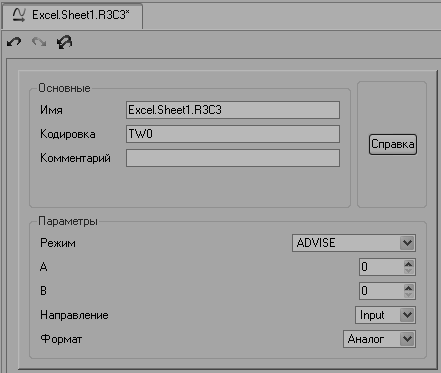 Excel.Sheet1.R3C3*
Основные
Имя Excel.Sheet1.R3C3
Кодировка TW0
Комментарий
Справка
Параметры
Режим ADVISE
A 0
B 0
Направление Input
Формат Аналог